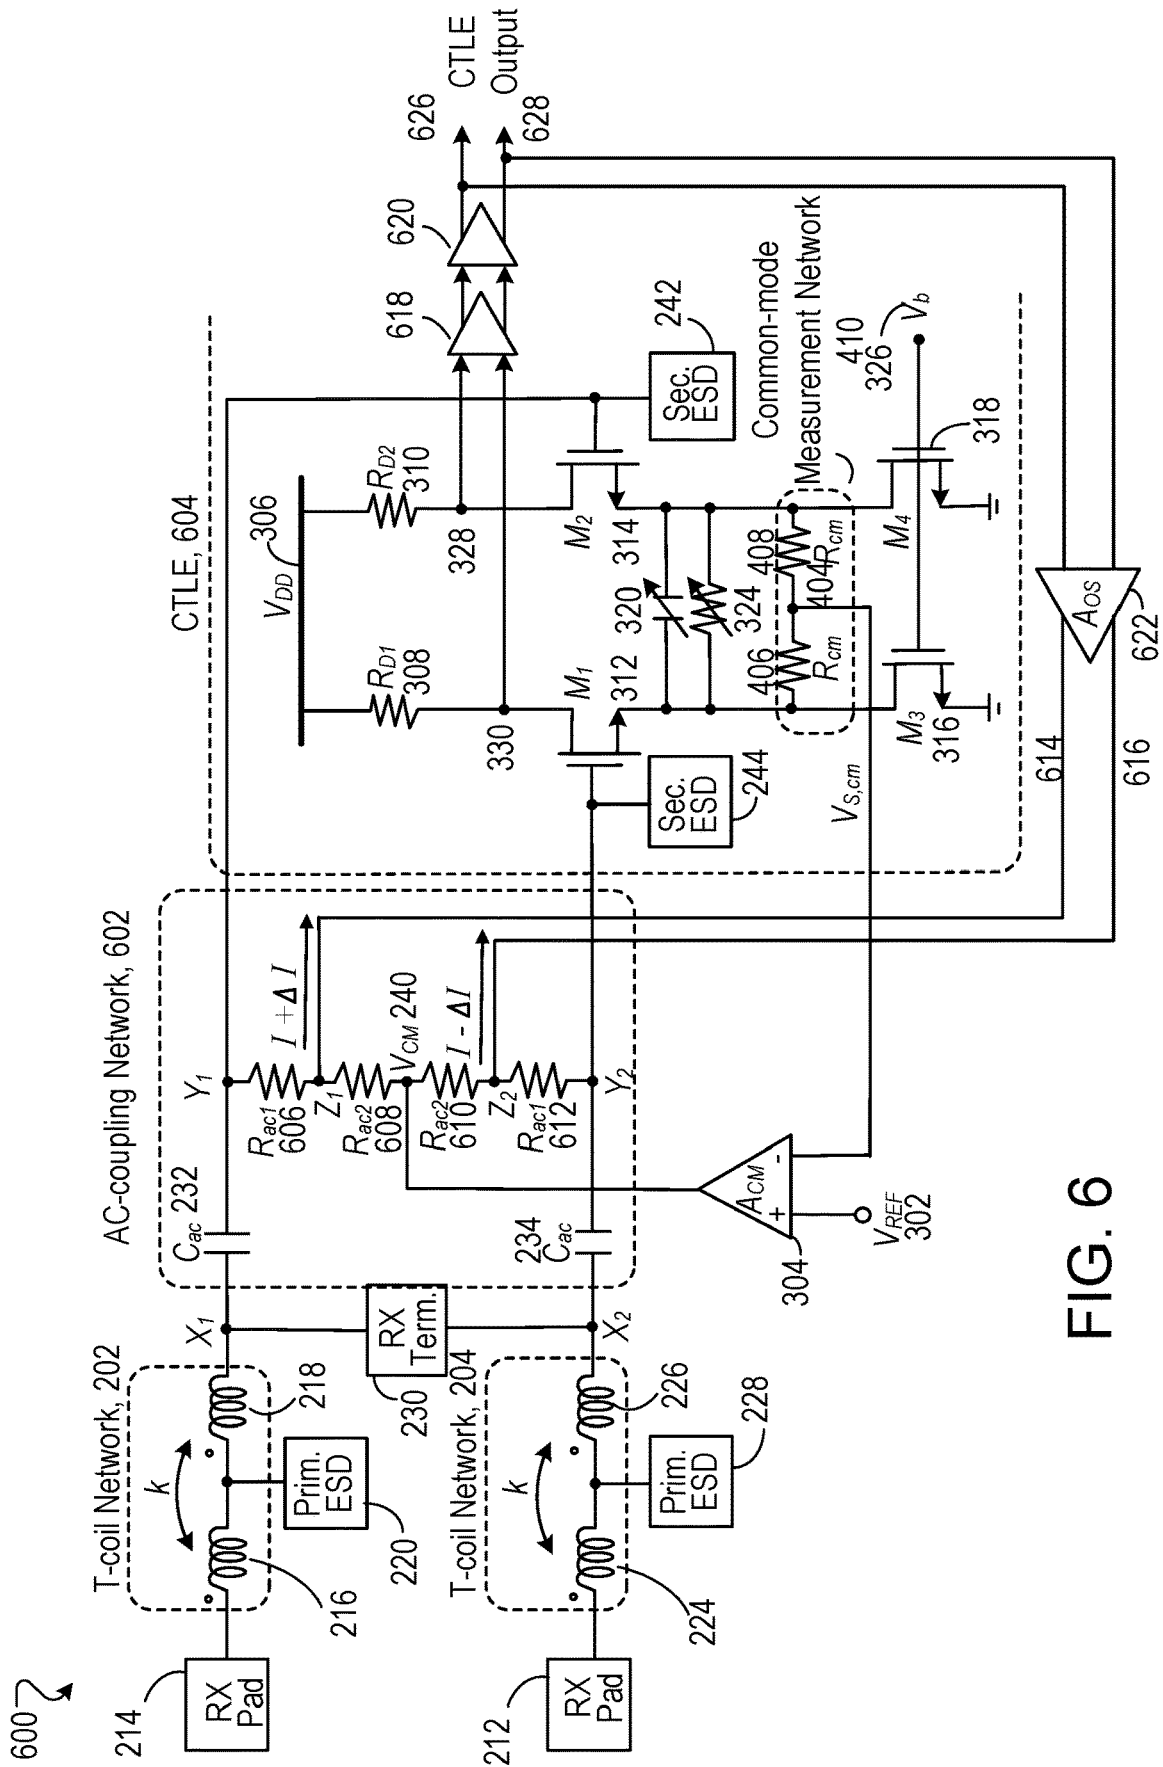 600
214
RX
Pad
T-coil Network, 202
k
216
218
Prim.
ESD
220
212
RX
Pad
T-coil Network, 204
k
224
226
Prim.
ESD
228
X1
X2
RX
Term.
230
AC-coupling Network, 602
Cac 232
234
Cac
Y1
Y2
Rac1
606
Z1
Rac2
608
VCM 240
Rac2
610
Z2
Rac1
612
I + Δ I
I - ΔI
ACM
+
-
304
VREF
302
CTLE, 604
VDD 306
RD1
308
RD2
310
328
330
M1
312
M2
314
Sec.
ESD
244
Sec.
ESD
242
320
324
406
Rcm
404
408
Rcm
VS,cm
Common-mode
Measurement Network
410
326
Vb
M3
316
M4
318
618
620
626
CTLE
Output
628
AOS
622
614
616
FIG. 6